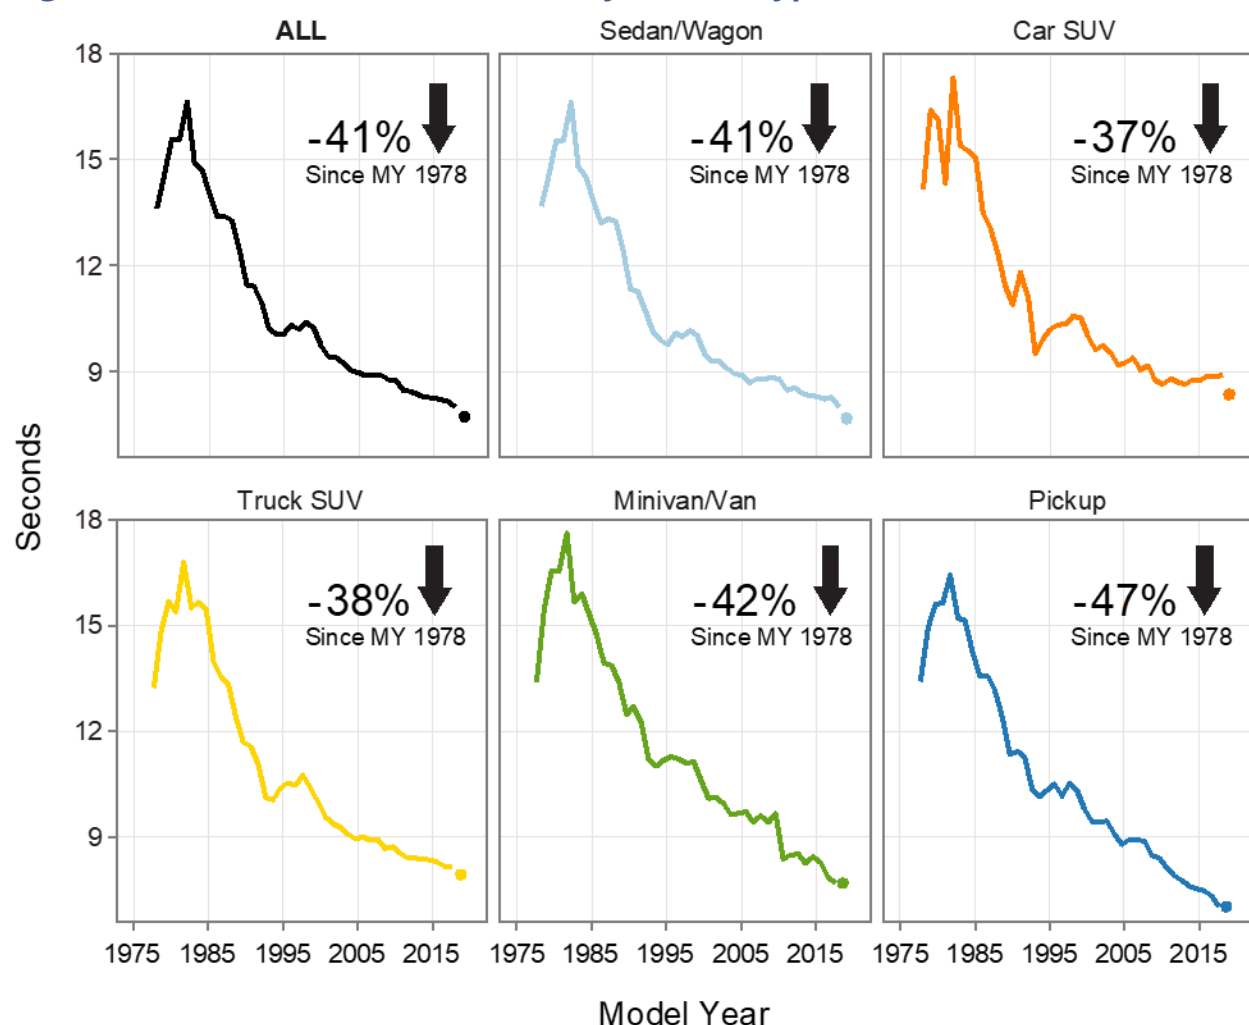 ALL
Sedan/Wagon
Car SUV
18
15
12
9
-41%
Since MY 1978
-41%
Since MY 1978
-37%
Since MY 1978
Seconds
Truck SUV
Minivan/Van
Pickup
18
15
12
9
-38%
Since MY 1978
-42%
Since MY 1978
-47%
Since MY 1978
1975 1985 1995 2005 2015
1975 1985 1995 2005 2015
1975 1985 1995 2005 2015
Model Year